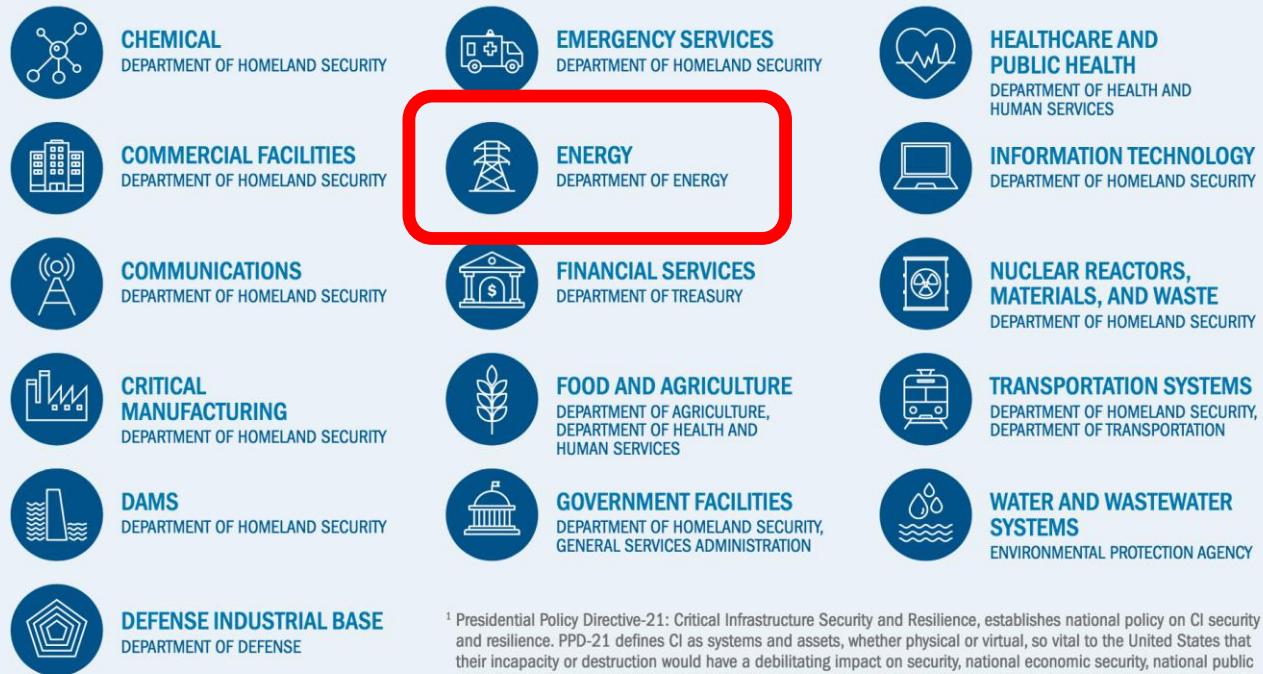 CHEMICAL
DEPARTMENT OF HOMELAND SECURITY
COMMERCIAL FACILITIES
DEPARTMENT OF HOMELAND SECURITY
COMMUNICATIONS
DEPARTMENT OF HOMELAND SECURITY
CRITICAL
MANUFACTURING
DEPARTMENT OF HOMELAND SECURITY
DAMS
DEPARTMENT OF HOMELAND SECURITY
DEFENSE INDUSTRIAL BASE
DEPARTMENT OF DEFENSE
EMERGENCY SERVICES
DEPARTMENT OF HOMELAND SECURITY
ENERGY
DEPARTMENT OF ENERGY
$
FINANCIAL SERVICES
DEPARTMENT OF TREASURY
FOOD AND AGRICULTURE
DEPARTMENT OF AGRICULTURE,
DEPARTMENT OF HEALTH AND
HUMAN SERVICES
GOVERNMENT FACILITIES
DEPARTMENT OF HOMELAND SECURITY,
GENERAL SERVICES ADMINISTRATION
HEALTHCARE AND
PUBLIC HEALTH
DEPARTMENT OF HEALTH AND
HUMAN SERVICES
INFORMATION TECHNOLOGY
DEPARTMENT OF HOMELAND SECURITY
NUCLEAR REACTORS,
MATERIALS, AND WASTE
DEPARTMENT OF HOMELAND SECURITY
TRANSPORTATION SYSTEMS
DEPARTMENT OF HOMELAND SECURITY,
DEPARTMENT OF TRANSPORTATION
WATER AND WASTEWATER
SYSTEMS
ENVIRONMENTAL PROTECTION AGENCY
¹ Presidential Policy Directive-21: Critical Infrastructure Security and Resilience, establishes national policy on CI security
and resilience. PPD-21 defines CI as systems and assets, whether physical or virtual, so vital to the United States that
their incapacity or destruction would have a debilitating impact on security, national economic security, national public